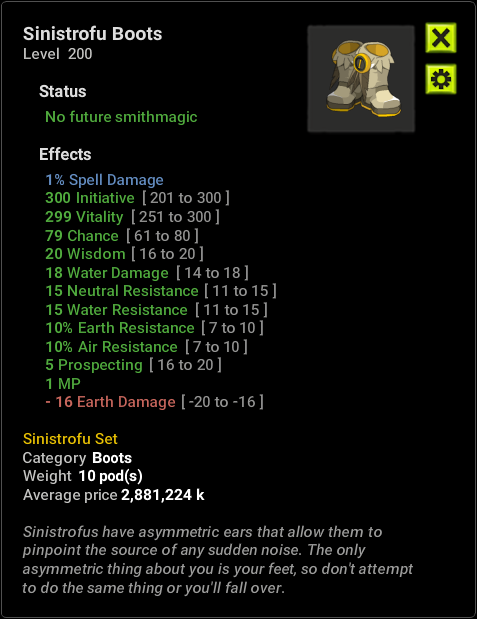 Sinistrofu Boots
Level 200
Status
No future smithmagic
Effects
1% Spell Damage
300 Initiative [ 201 to 300 ]
299 Vitality [ 251 to 300 ]
79 Chance [ 61 to 80 ]
20 Wisdom [ 16 to 20 ]
18 Water Damage [ 14 to 18 ]
15 Neutral Resistance [ 11 to 15 ]
15 Water Resistance [ 11 to 15 ]
10% Earth Resistance [ 7 to 10 ]
10% Air Resistance [ 7 to 10 ]
5 Prospecting [ 16 to 20 ]
1 MP
- 16 Earth Damage [ -20 to -16 ]
Sinistrofu Set
Category Boots
Weight 10 pod(s)
Average price 2,881,224 k
Sinistrofus have asymmetric ears that allow them to
pinpoint the source of any sudden noise. The only
asymmetric thing about you is your feet, so don't attempt
to do the same thing or you'll fall over.